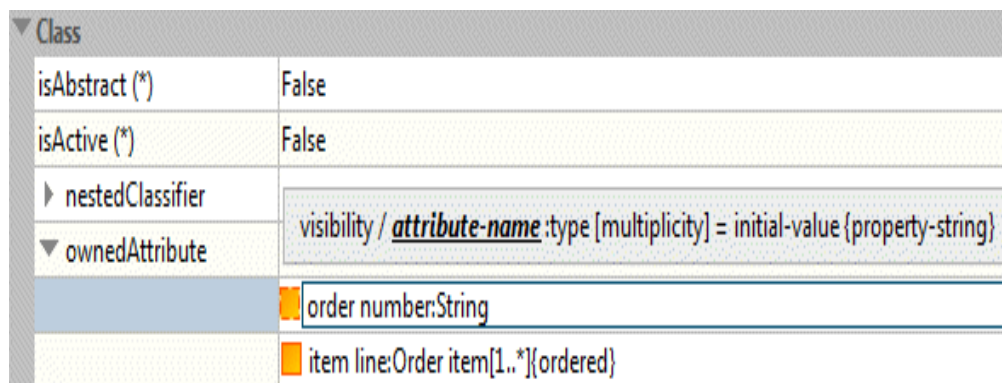 Class
isAbstract (*) False
isActive (*) False
nestedClassifier
visibility / attribute-name :type [multiplicity] = initial-value {property-string}
ownedAttribute
order number:String
item line:Order item[1..*]{ordered}